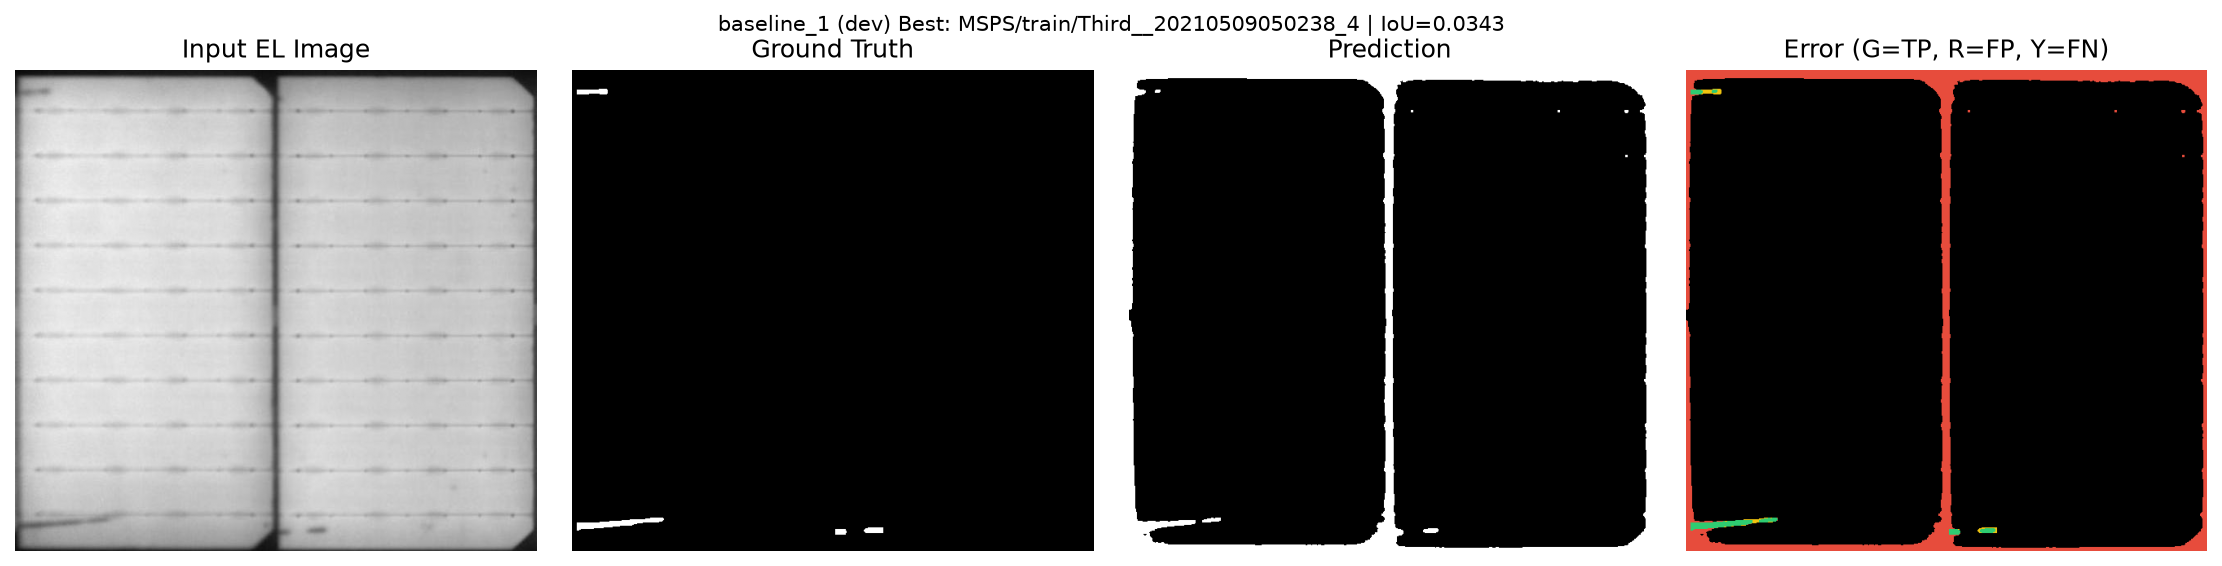 baseline_1 (dev) Best: MSPS/train/Third__20210509050238_4 | IoU=0.0343
Input EL Image
Ground Truth
Prediction
Error (G=TP, R=FP, Y=FN)